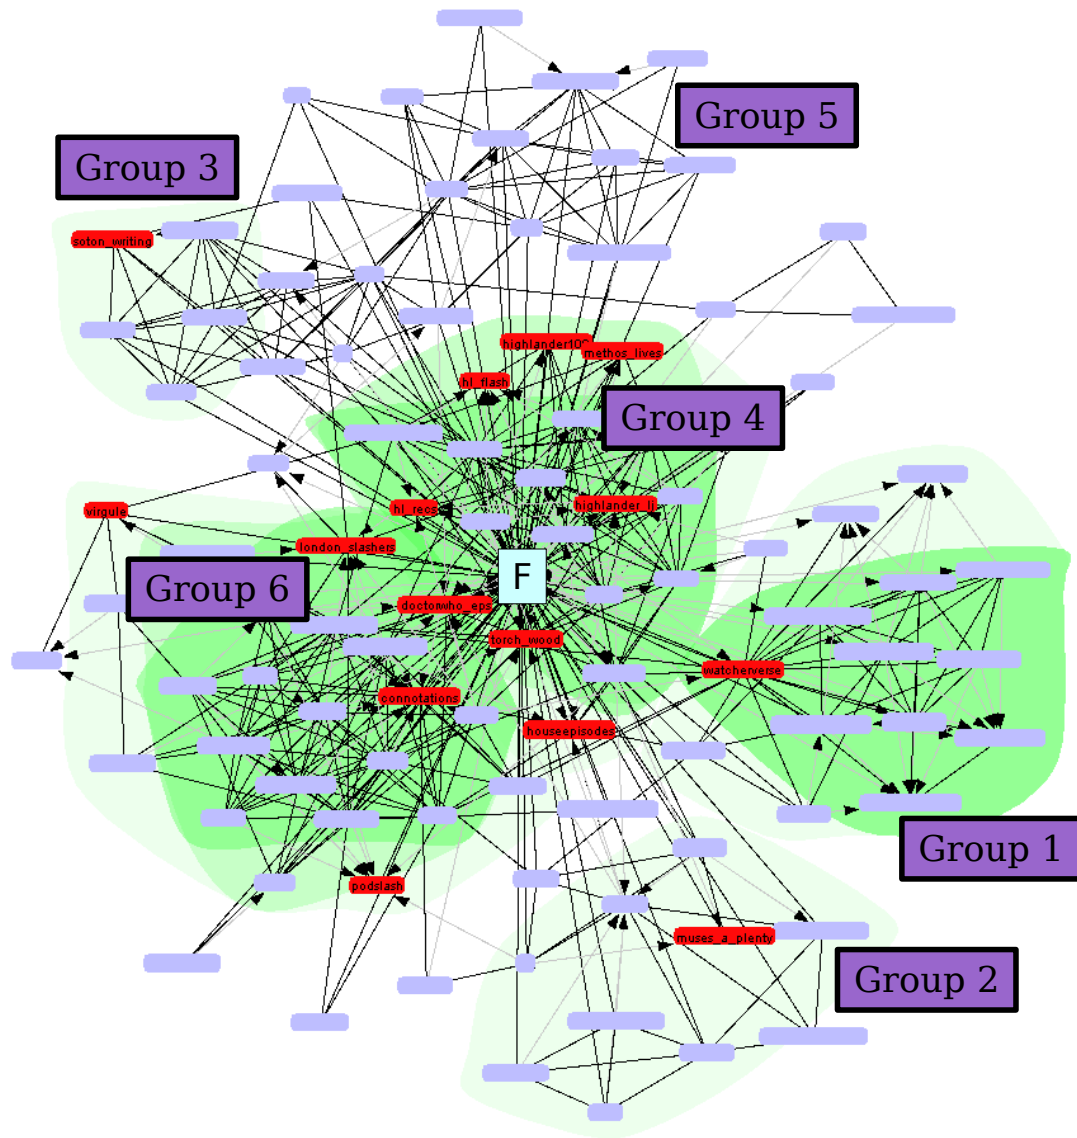 Group 5
Group 3
soton_writing
highlander100
methos_lives
hl_flash
Group 4
hl_recs
highlander_lj
virgule
london_slashers
F
Group 6
doctorwho_eps
torch_wood
watcherverse
connotations
houseepisodes
Group 1
podslash
muses_a_plenty
Group 2